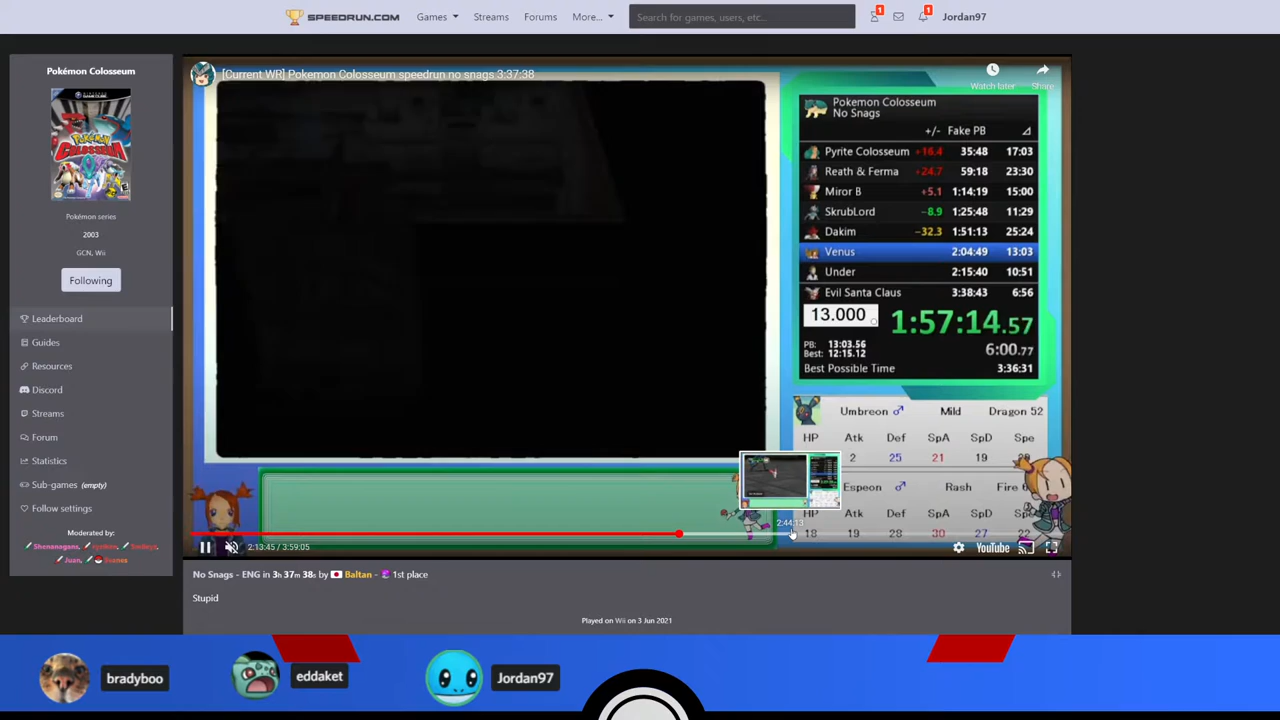 SPEEDRUN.COM Games Streams Forums More... Search for games, users, etc... 1 1 Jordan97
Pokémon Colosseum
Pokémon series
2003
GCN, Wii
Following
Leaderboard
Guides
Resources
Discord
Streams
Forum
Statistics
Sub-games (empty)
Follow settings
Moderated by:
Shenanagans
Juan,
[Current WR] Pokemon Colosseum speedrun no snags 3:37:38
Watch later Share
Pokemon Colosseum
No Snags
+/- Fake PB
Pyrite Colosseum +16.4 35:48 17:03
Reath & Ferma +24.7 59:18 23:30
Miror B +5.1 1:14:19 15:00
SkrubLord -8.9 1:25:48 11:29
Dakim -32.3 1:51:13 25:24
Venus 2:04:49 13:03
Under 2:15:40 10:51
Evil Santa Claus 3:38:43 6:56
13.000 1:57:14.57
PB: 13:03.56
Best: 12:15.12
6:00.77
Best Possible Time 3:36:31
Umbreon ♂ Mild Dragon 52
HP Atk Def SpA SpD Spe
2 25 21 19 28
Espeon ♂ Rash Fire 6
HP Atk Def SpA SpD
18 19 30 27 22
2:44:13
2:13:45 / 3:59:05
YouTube
No Snags - ENG in 3h 37m 38s by Baltan - 1st place
Stupid
Played on Wii on 3 Jun 2021
bradyboo
eddaket
Jordan97